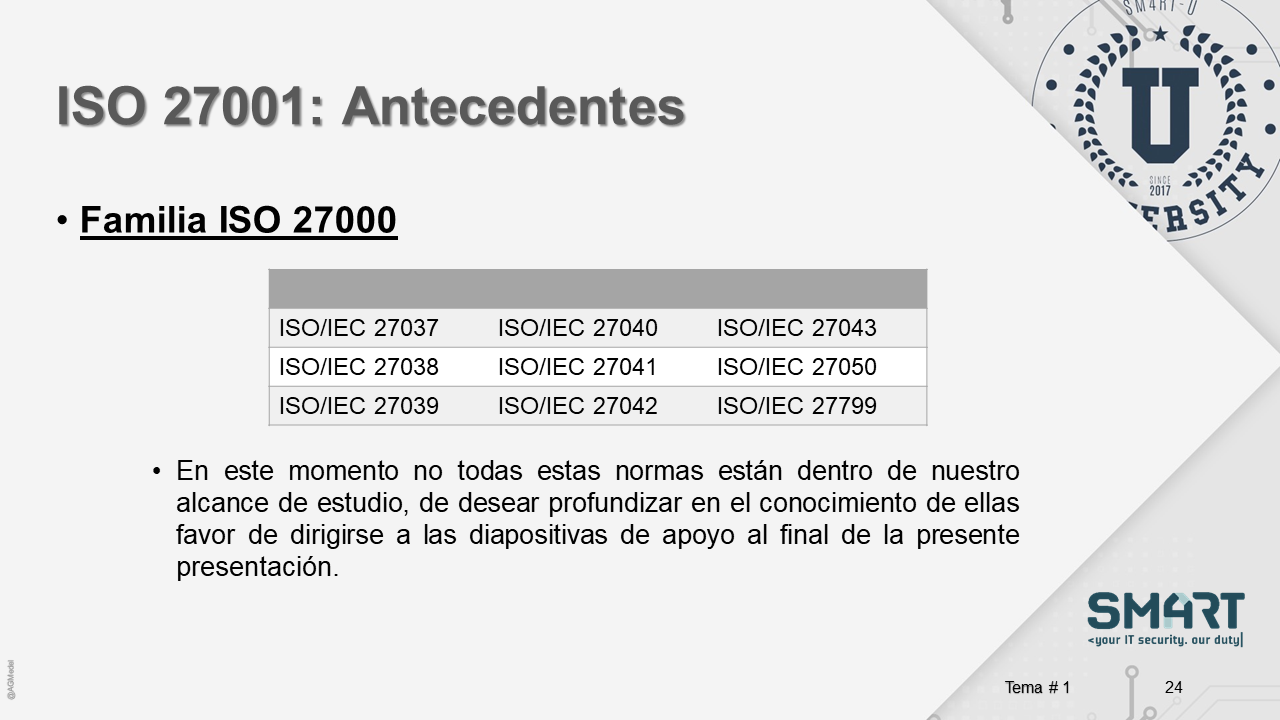 SM4RT-U
ISO 27001: Antecedentes
U
SINCE
2017
ERSITY
• Familia ISO 27000
ISO/IEC 27037 ISO/IEC 27040 ISO/IEC 27043
ISO/IEC 27038 ISO/IEC 27041 ISO/IEC 27050
ISO/IEC 27039 ISO/IEC 27042 ISO/IEC 27799
• En este momento no todas estas normas están dentro de nuestro
alcance de estudio, de desear profundizar en el conocimiento de ellas
favor de dirigirse a las diapositivas de apoyo al final de la presente
presentación.
SMART
<your IT security. our duty|
@AGMedel
Tema # 1 24